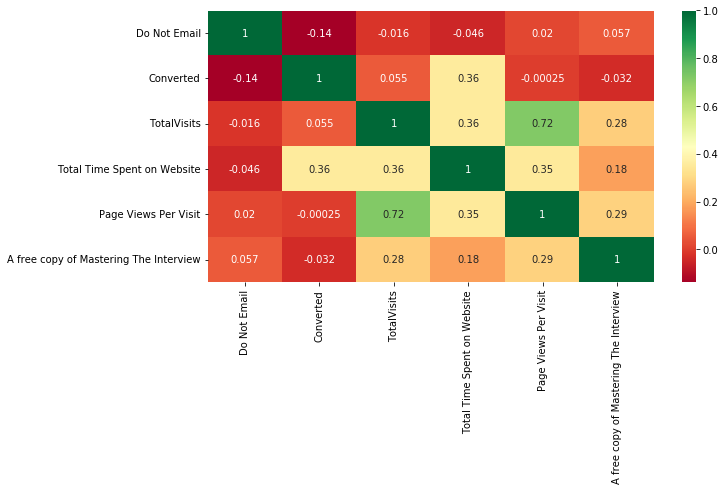 Do Not Email 1 -0.14 -0.016 -0.046 0.02 0.057
Converted -0.14 1 0.055 0.36 -0.00025 -0.032
TotalVisits -0.016 0.055 1 0.36 0.72 0.28
Total Time Spent on Website -0.046 0.36 0.36 1 0.35 0.18
Page Views Per Visit 0.02 -0.00025 0.72 0.35 1 0.29
A free copy of Mastering The Interview 0.057 -0.032 0.28 0.18 0.29 1
Do Not Email
Converted
TotalVisits
Total Time Spent on Website
Page Views Per Visit
A free copy of Mastering The Interview
1.0
0.8
0.6
0.4
0.2
0.0